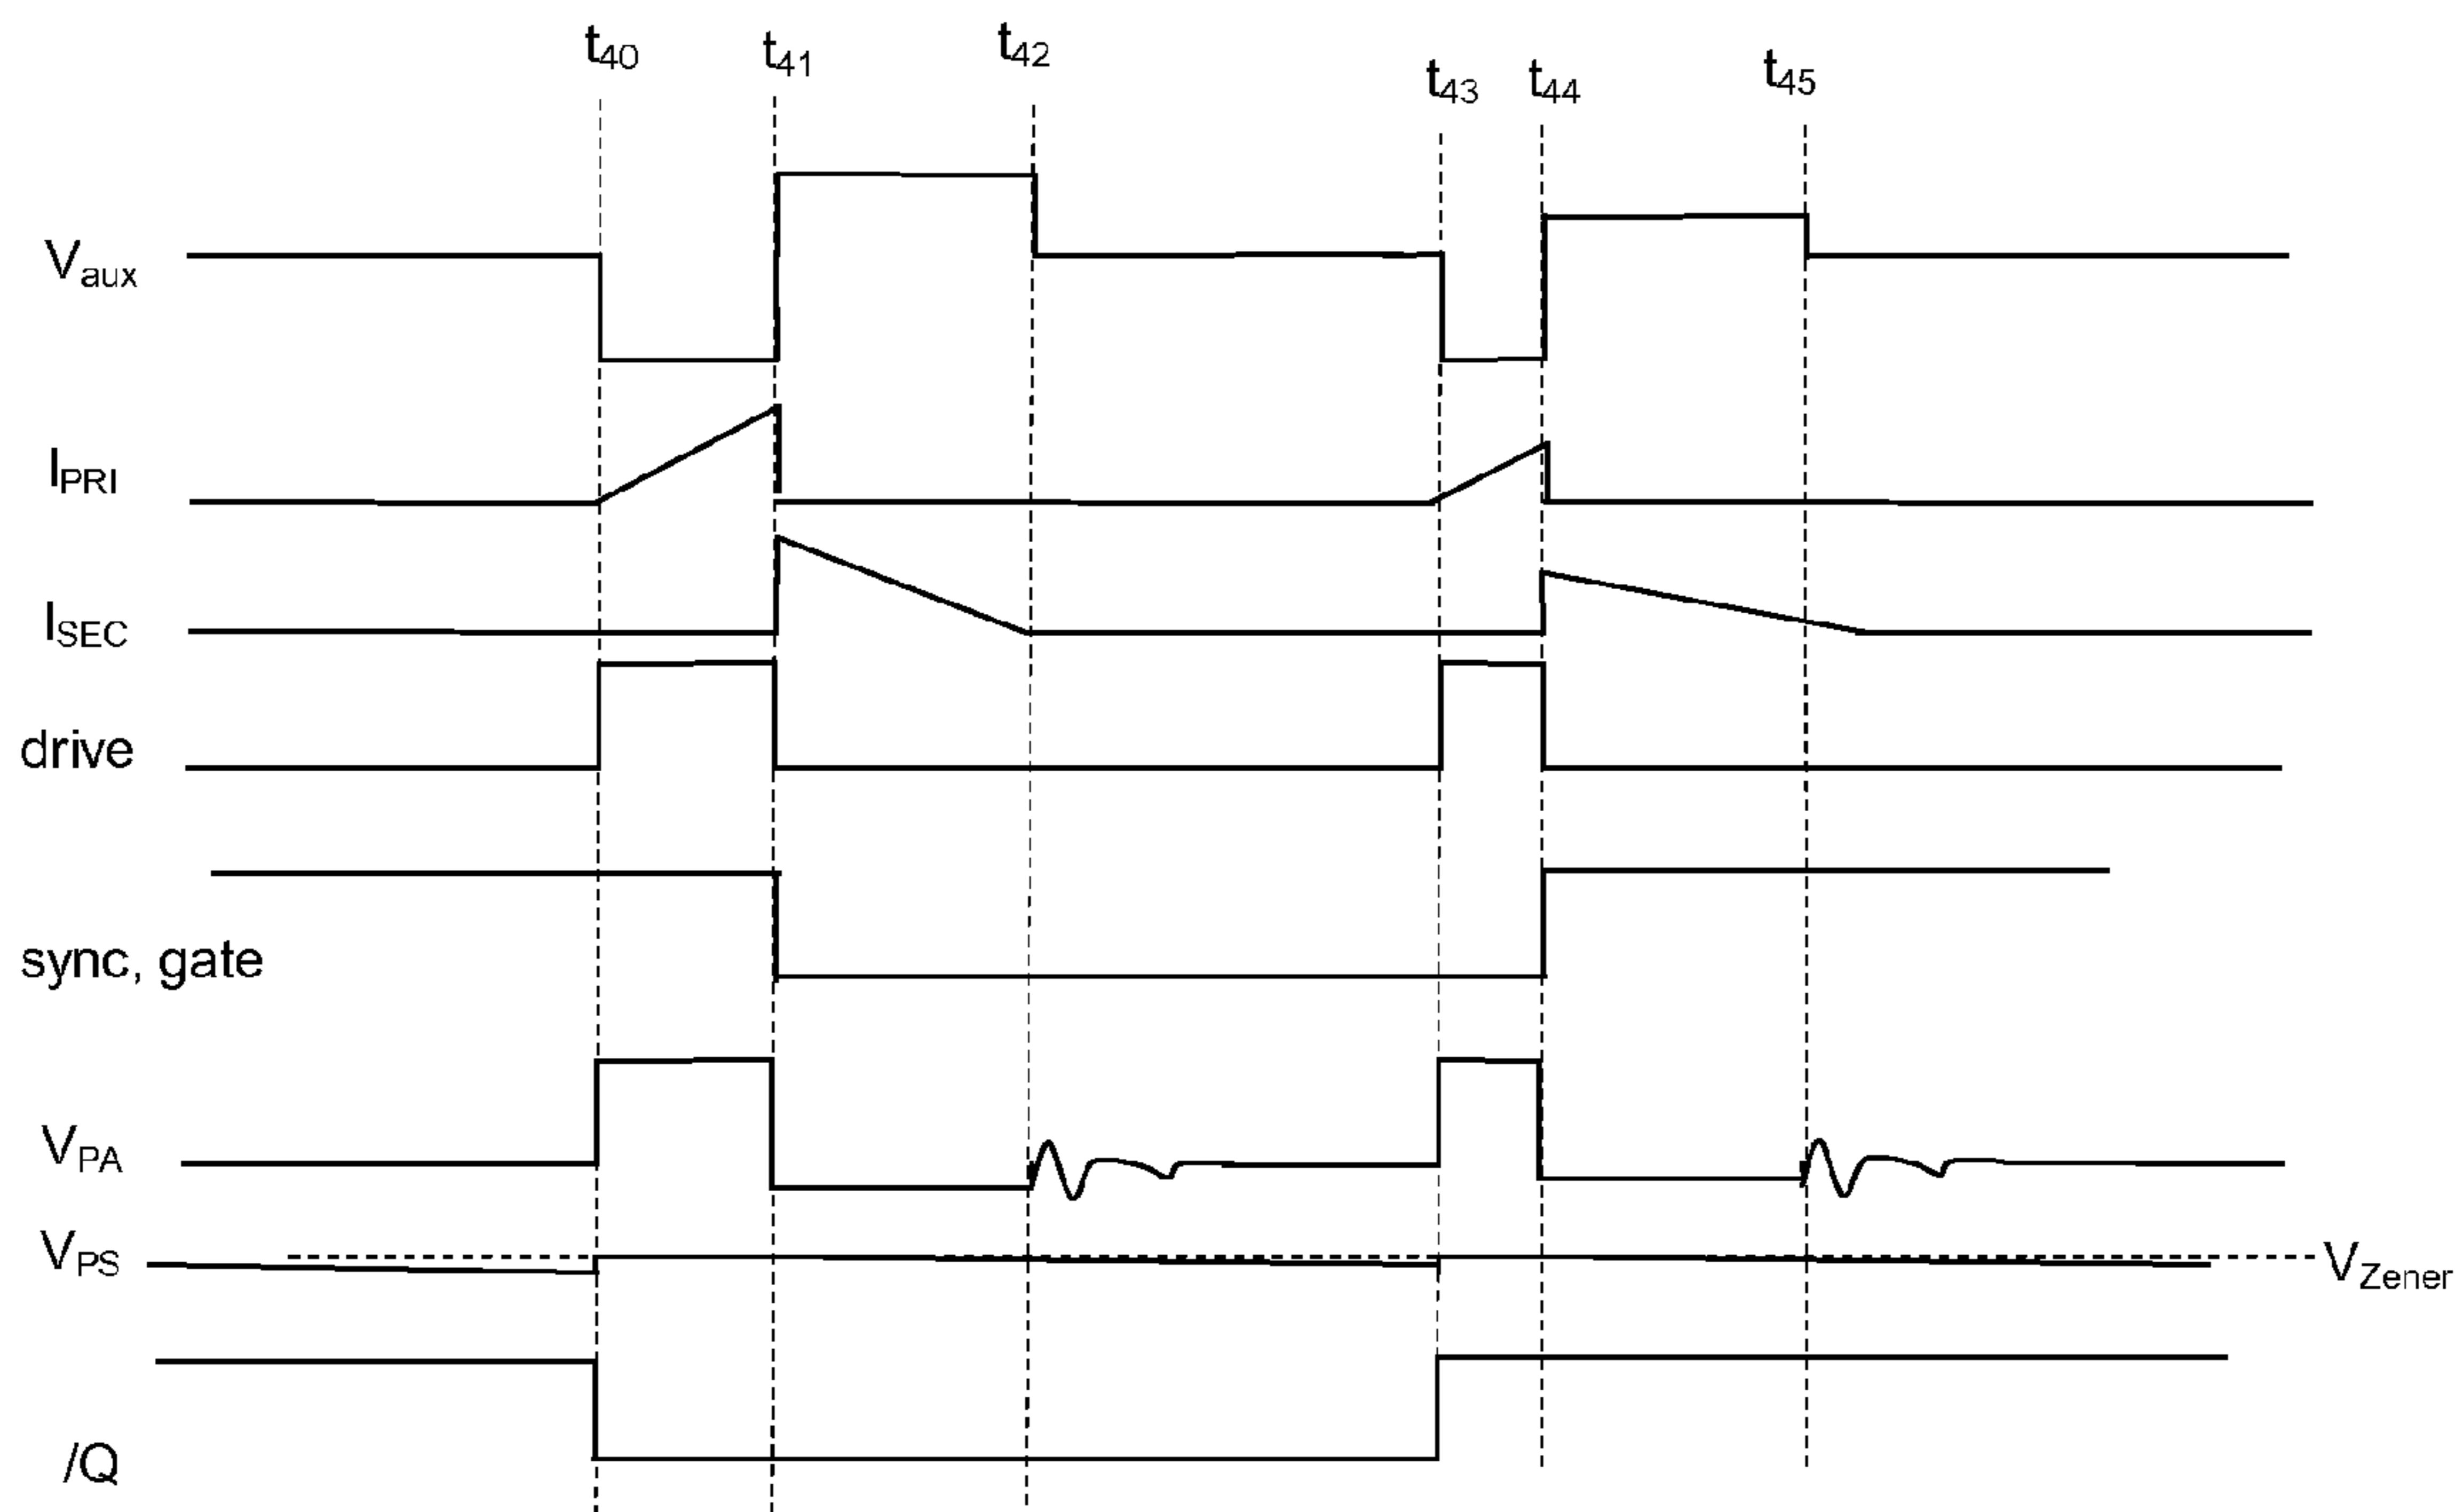 t40 t41 t42 t43 t44 t45
Vaux
IPRI
ISEC
drive
sync, gate
VPA
VPS
VZener
/Q